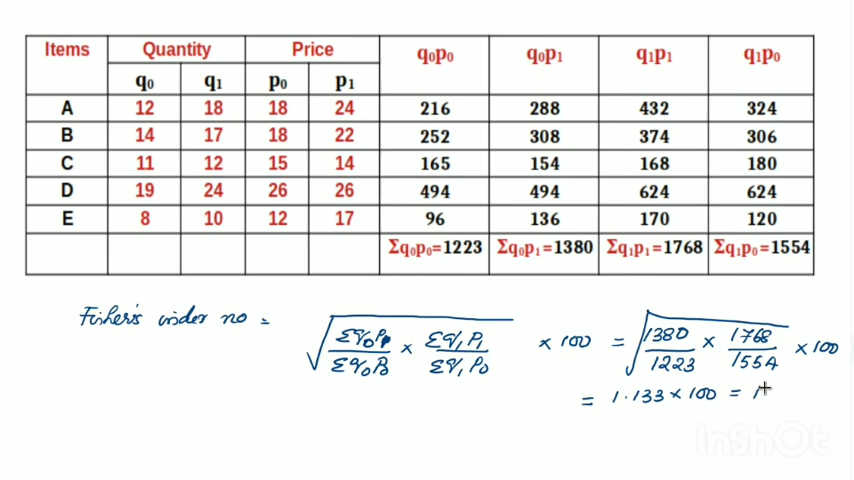 Items Quantity Price q₀p₀ q₀p₁ q₁p₁ q₁p₀
q₀ q₁ p₀ p₁
A 12 18 18 24 216 288 432 324
B 14 17 18 22 252 308 374 306
C 11 12 15 14 165 154 168 180
D 19 24 26 26 494 494 624 624
E 8 10 12 17 96 136 170 120
Σq₀p₀=1223 Σq₀p₁=1380 Σq₁p₁=1768 Σq₁p₀=1554
Fisher's index no = √(Σq₀P₁/Σq₀P₀ × Σq₁P₁/Σq₁P₀) × 100 = √(1380/1223 × 1768/1554) × 100
= 1.133 × 100 = 1
InShOt